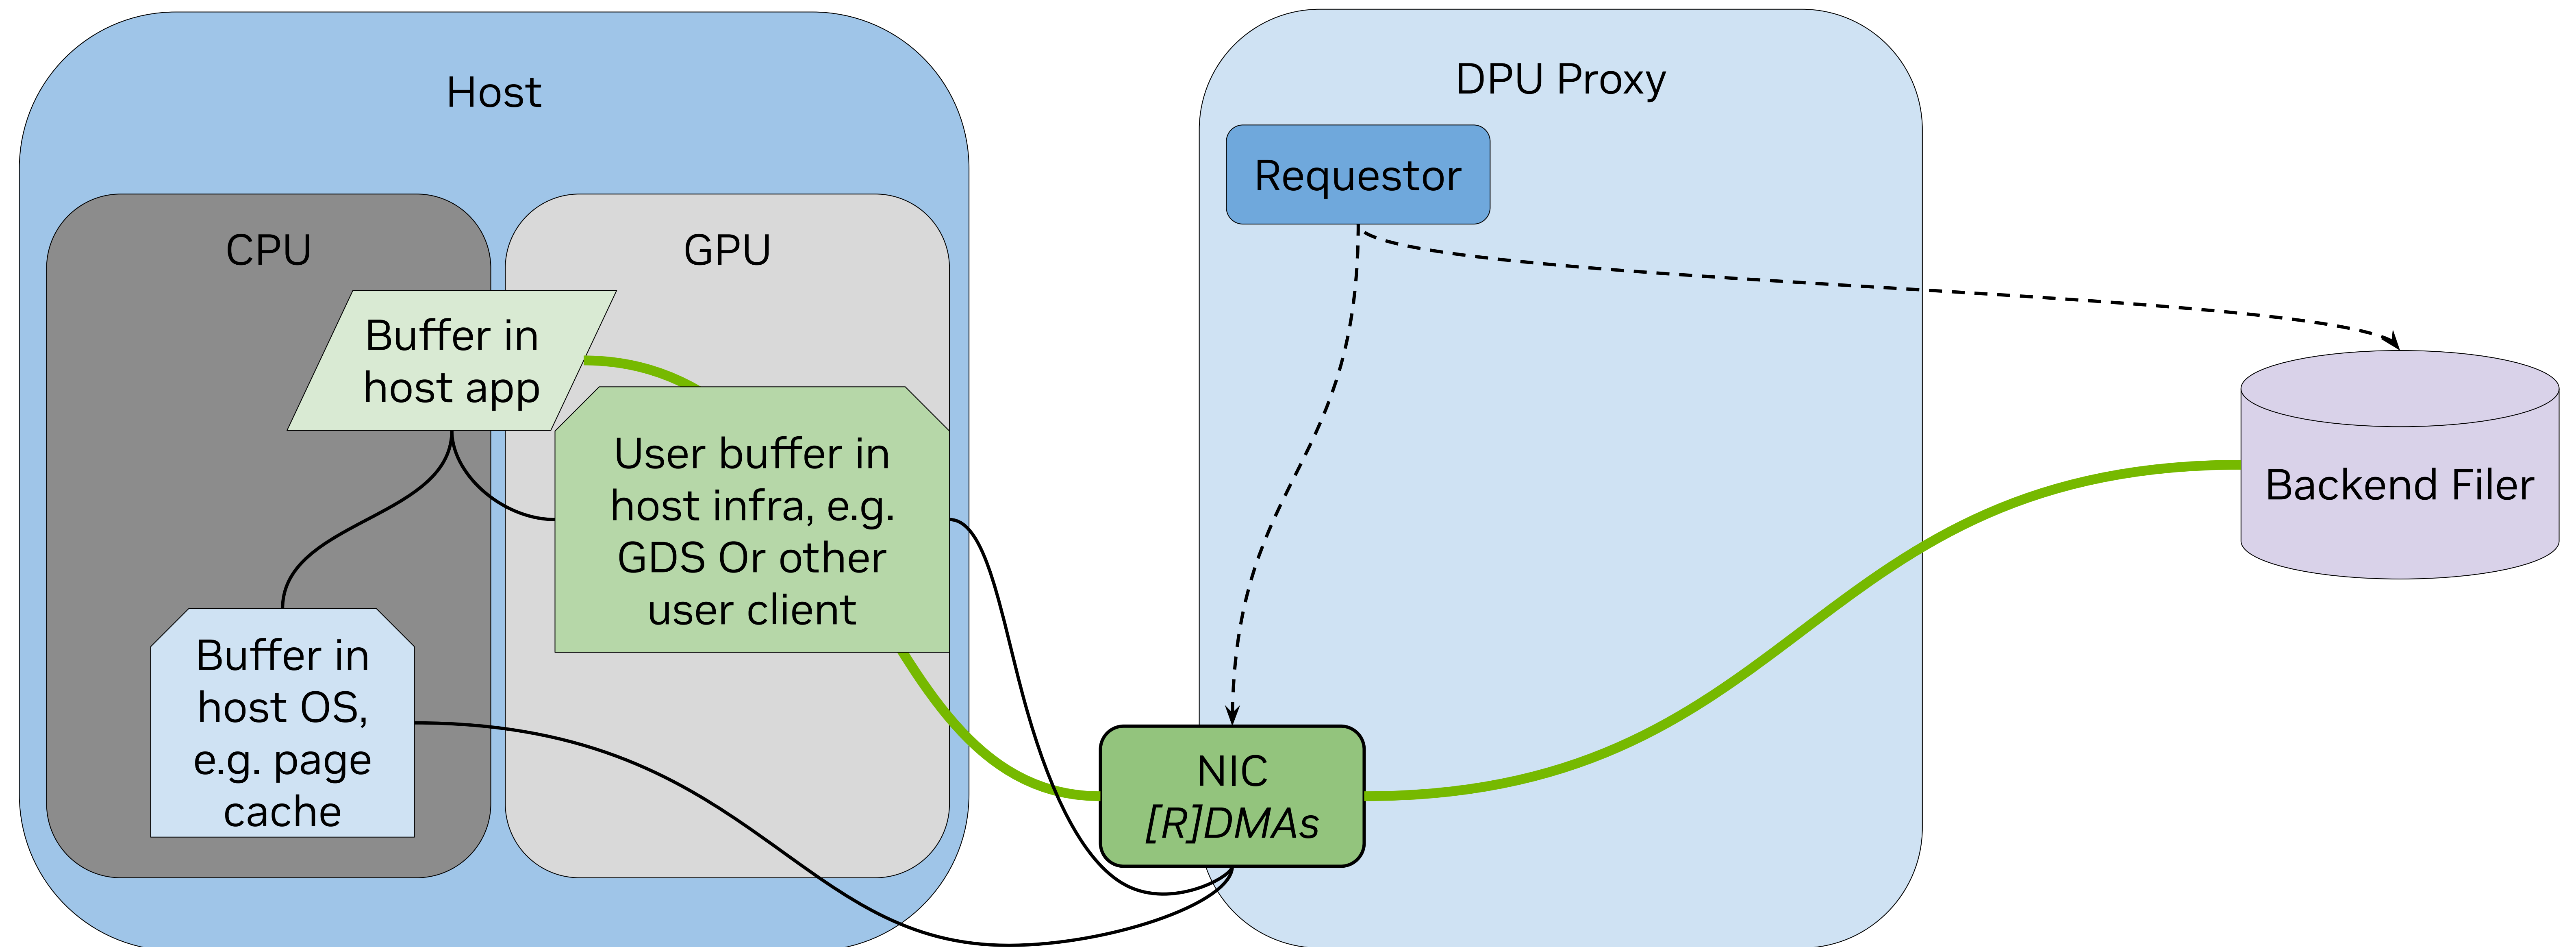 Host
DPU Proxy
Requestor
CPU
GPU
Buffer in
host app
User buffer in
host infra, e.g.
GDS Or other
user client
Backend Filer
Buffer in
host OS,
e.g. page
cache
NIC
[R]DMAs